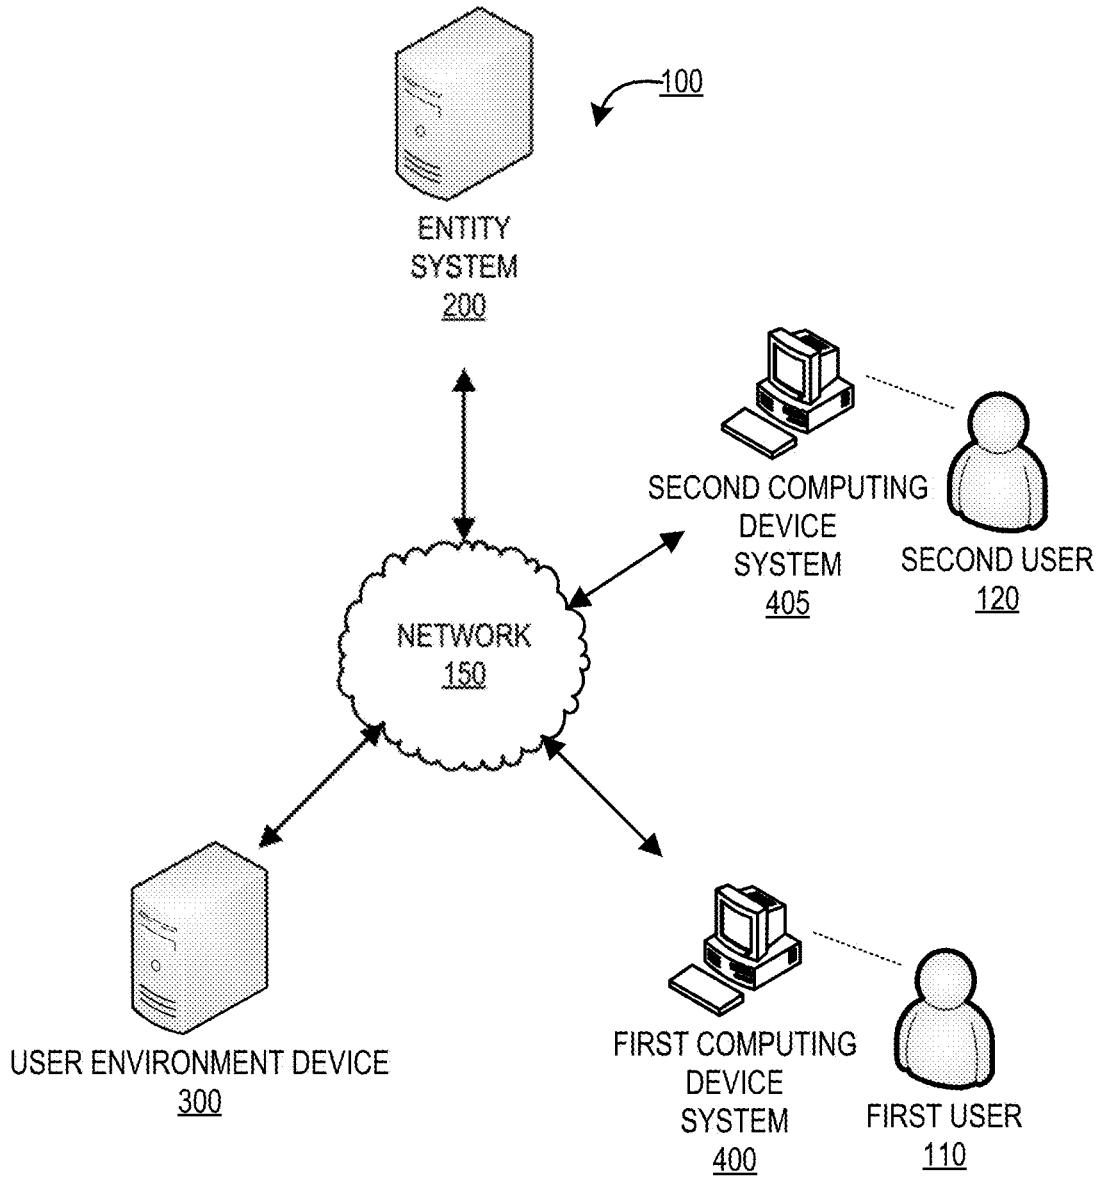 100
ENTITY
SYSTEM
200
SECOND COMPUTING
DEVICE
SYSTEM
405
SECOND USER
120
NETWORK
150
USER ENVIRONMENT DEVICE
300
FIRST COMPUTING
DEVICE
SYSTEM
400
FIRST USER
110